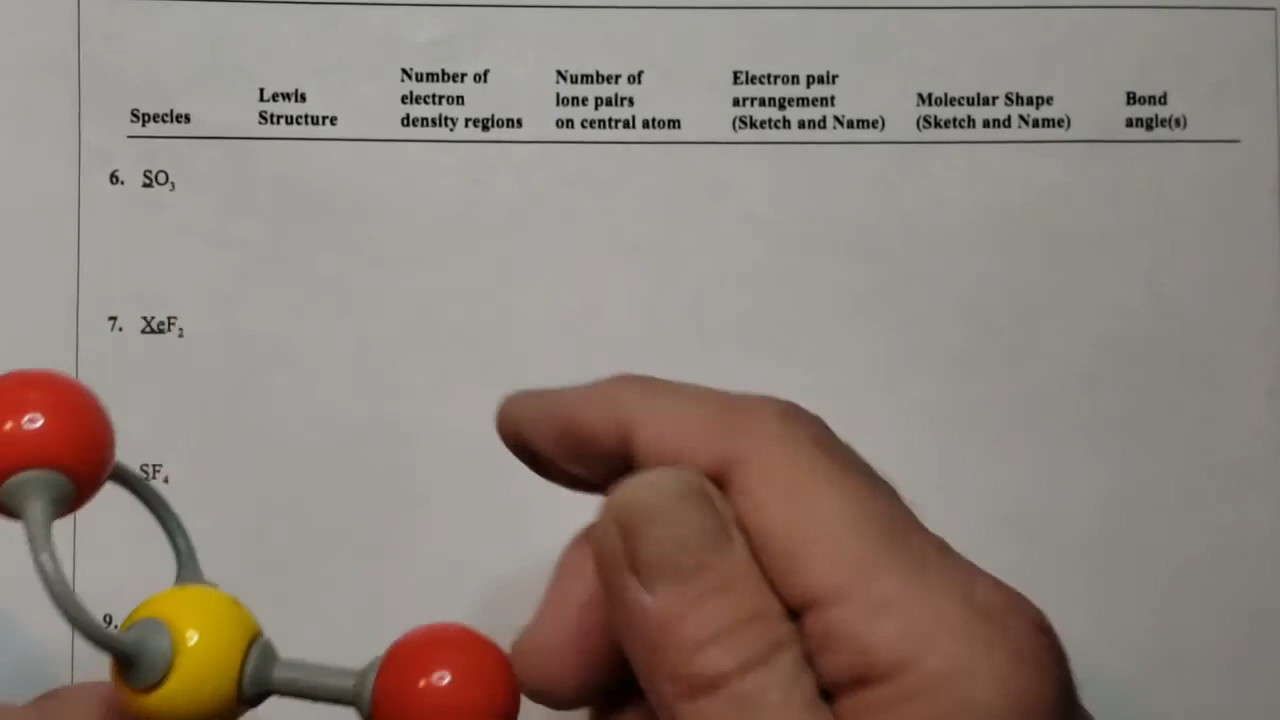 Species
Lewis
Structure
Number of
electron
density regions
Number of
lone pairs
on central atom
Electron pair
arrangement
(Sketch and Name)
Molecular Shape
(Sketch and Name)
Bond
angle(s)
6. SO₃
7. XeF₂
SF₄
9.